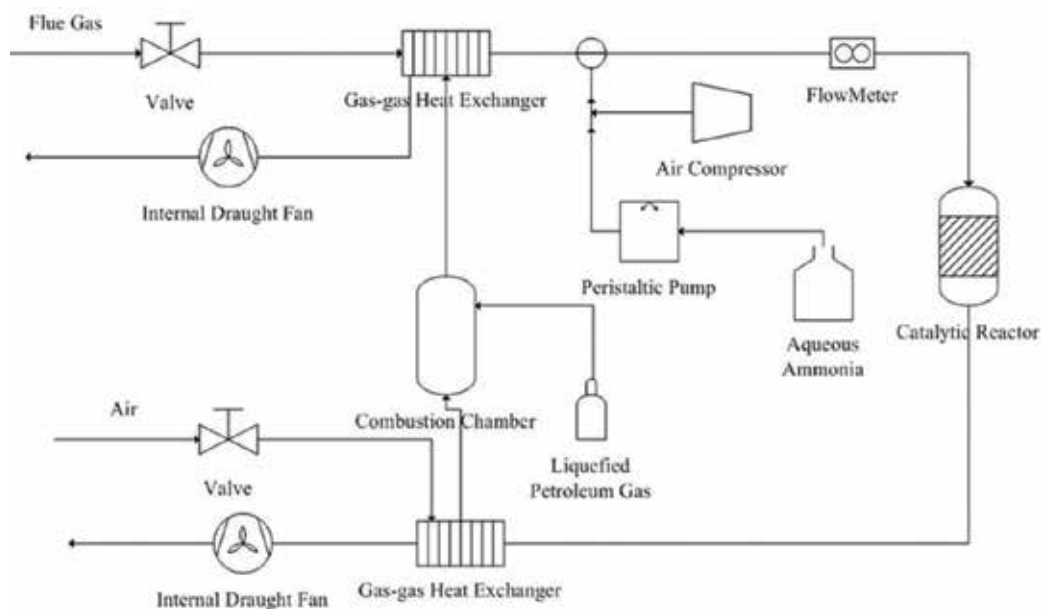 Flue Gas
Valve
Gas-gas Heat Exchanger
FlowMeter
Air Compressor
Internal Draught Fan
Peristaltic Pump
Catalytic Reactor
Aqueous
Ammonia
Air
Combustion Chamber
Liquefied
Petroleum Gas
Valve
Gas-gas Heat Exchanger
Internal Draught Fan